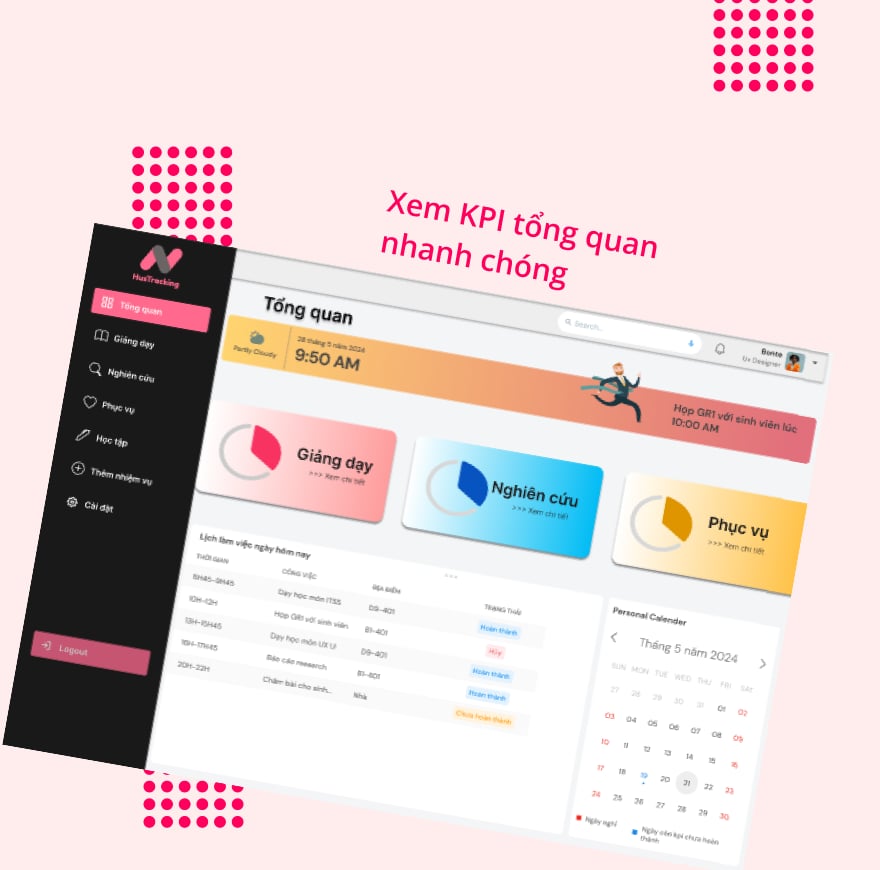 Xem KPI tổng quan
nhanh chóng
HusTracking
Tổng quan
Giảng dạy
Nghiên cứu
Phục vụ
Học tập
Thêm nhiệm vụ
Cài đặt
Logout
Tổng quan
Search...
Bonte
Ux Designer
Partly Cloudy
28 tháng 5 năm 2024
9:50 AM
Họp GR1 với sinh viên lúc
10:00 AM
Giảng dạy
>>> Xem chi tiết
Nghiên cứu
>>> Xem chi tiết
Phục vụ
>>> Xem chi tiết
Lịch làm việc ngày hôm nay
THỜI GIAN CÔNG VIỆC ĐỊA ĐIỂM TRẠNG THÁI
6H45-9H45 Dạy học môn ITSS D9-401 Hoàn thành
10H-12H Họp GR1 với sinh viên B1-401 Hủy
13H-15H45 Dạy học môn UX UI D9-401 Hoàn thành
16H-17H45 Báo cáo research B1-401 Hoàn thành
20H-22H Chấm bài cho sinh... Nhà Chưa hoàn thành
Personal Calender
Tháng 5 năm 2024
SUN MON TUE WED THU FRI SAT
27 28 29 30 31 01 02
03 04 05 06 07 08 09
10 11 12 13 14 15 16
17 18 19 20 21 22 23
24 25 26 27 28 29 30
Ngày nghỉ
Ngày còn kpi chưa hoàn
thành